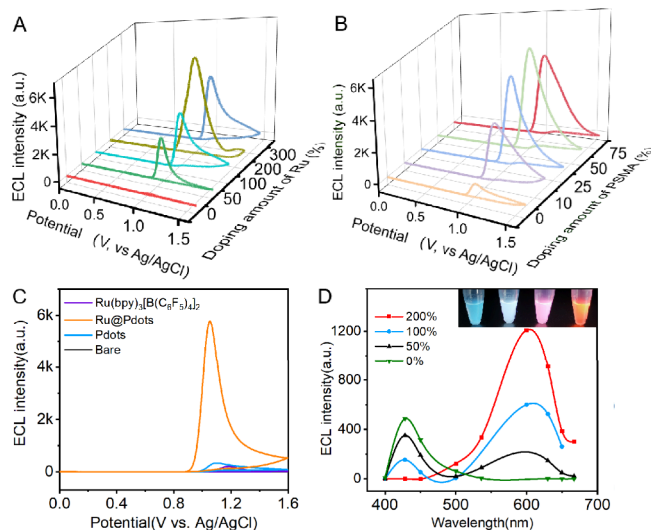 A
ECL intensity (a.u.)
6K
4K
2K
0
0.0
0.5
1.0
1.5
Potential (V, vs Ag/AgCl)
0
50
100
200
300
Doping amount of Ru (%)
B
ECL intensity (a.u.)
6K
4K
2K
0
0.0
0.5
1.0
1.5
Potential (V, vs Ag/AgCl)
0
10
25
50
75
Doping amount of PSMA (%)
C
ECL intensity(a.u.)
6k
4k
2k
0
Ru(bpy)3[B(C6F5)4]2
Ru@Pdots
Pdots
Bare
0.0 0.4 0.8 1.2 1.6
Potential(V vs. Ag/AgCl)
D
ECL intensity(a.u.)
1200
800
400
0
200%
100%
50%
0%
400 500 600 700
Wavelength(nm)